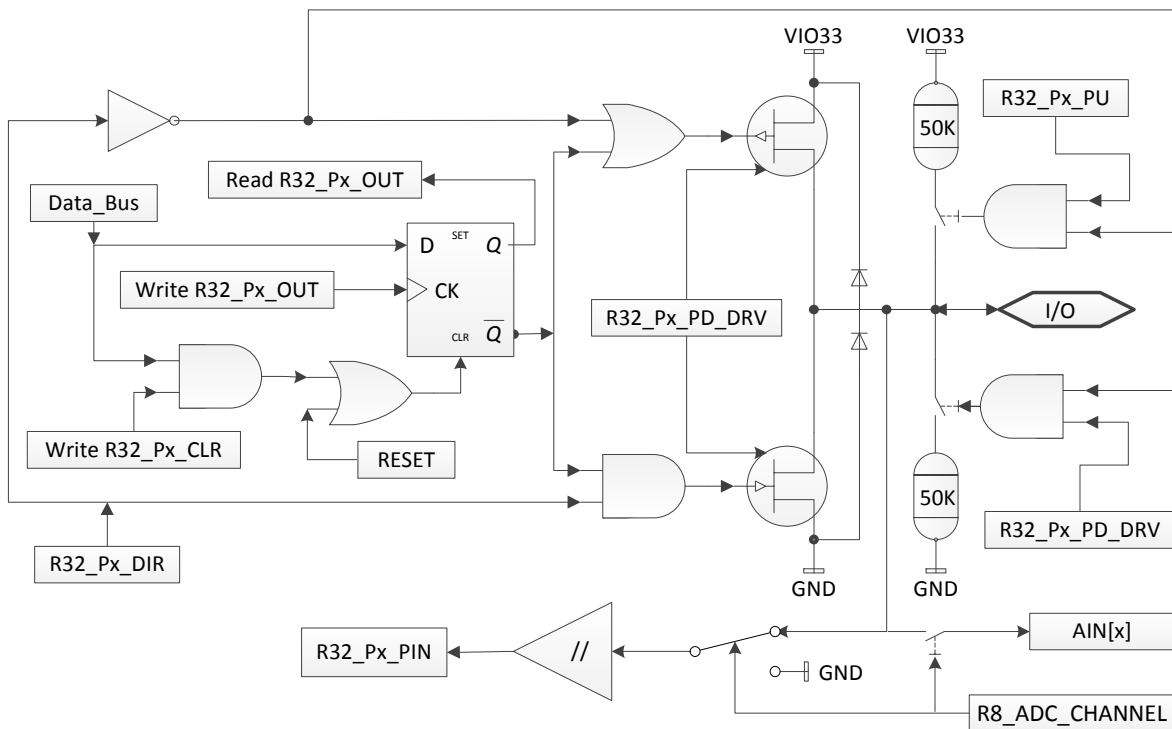 VIO33
VIO33
R32_Px_PU
50K
Read R32_Px_OUT
Data_Bus
D
SET
Q
Write R32_Px_OUT
CK
R32_Px_PD_DRV
I/O
CLR
Q
Write R32_Px_CLR
RESET
50K
R32_Px_PD_DRV
R32_Px_DIR
GND
GND
R32_Px_PIN
//
AIN[x]
GND
R8_ADC_CHANNEL